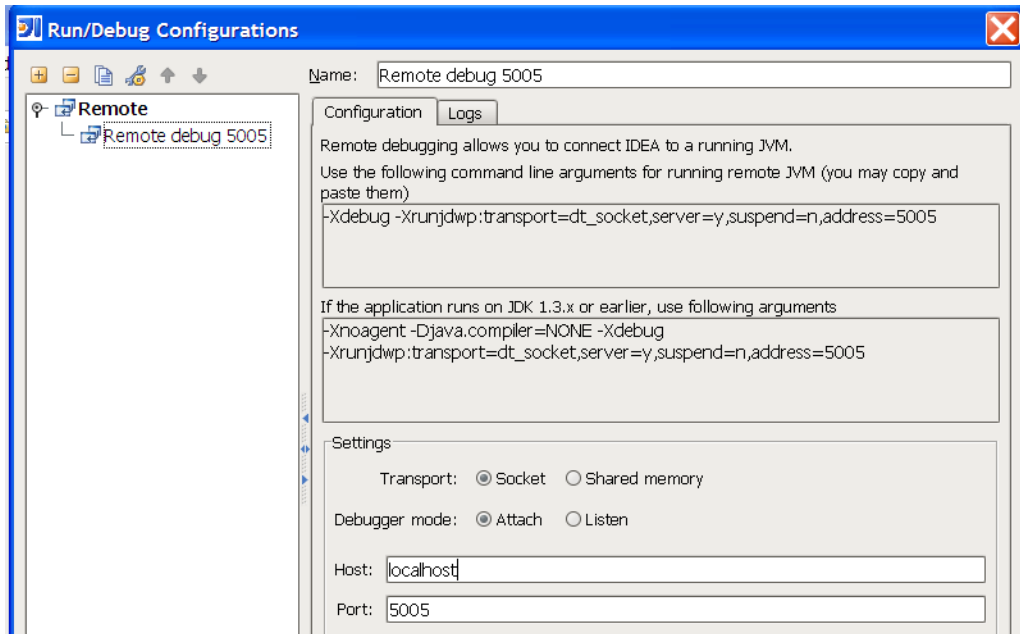 Run/Debug Configurations
Name: Remote debug 5005
Remote
Remote debug 5005
Configuration Logs
Remote debugging allows you to connect IDEA to a running JVM.
Use the following command line arguments for running remote JVM (you may copy and
paste them)
-Xdebug -Xrunjdwp:transport=dt_socket,server=y,suspend=n,address=5005
If the application runs on JDK 1.3.x or earlier, use following arguments
-Xnoagent -Djava.compiler=NONE -Xdebug
-Xrunjdwp:transport=dt_socket,server=y,suspend=n,address=5005
Settings
Transport: Socket Shared memory
Debugger mode: Attach Listen
Host: localhost
Port: 5005